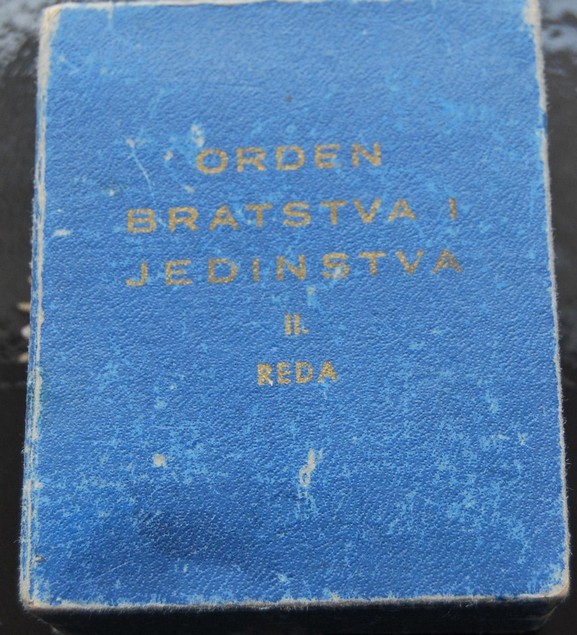 ORDEN
BRATSTVA I
JEDINSTVA
II.
REDA